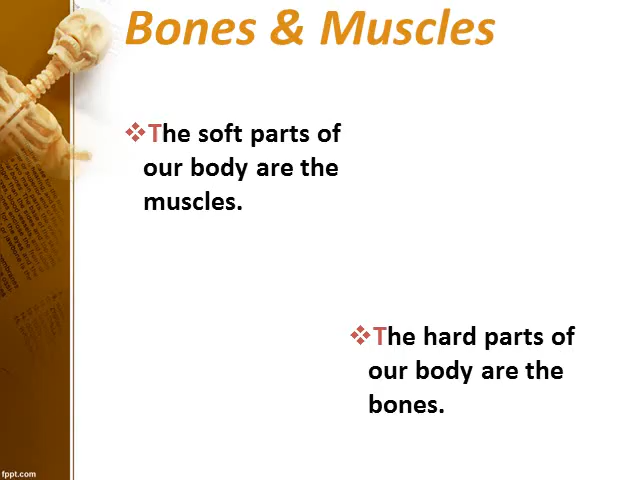 Bones & Muscles
❖The soft parts of
our body are the
muscles.
❖The hard parts of
our body are the
bones.
fppt.com